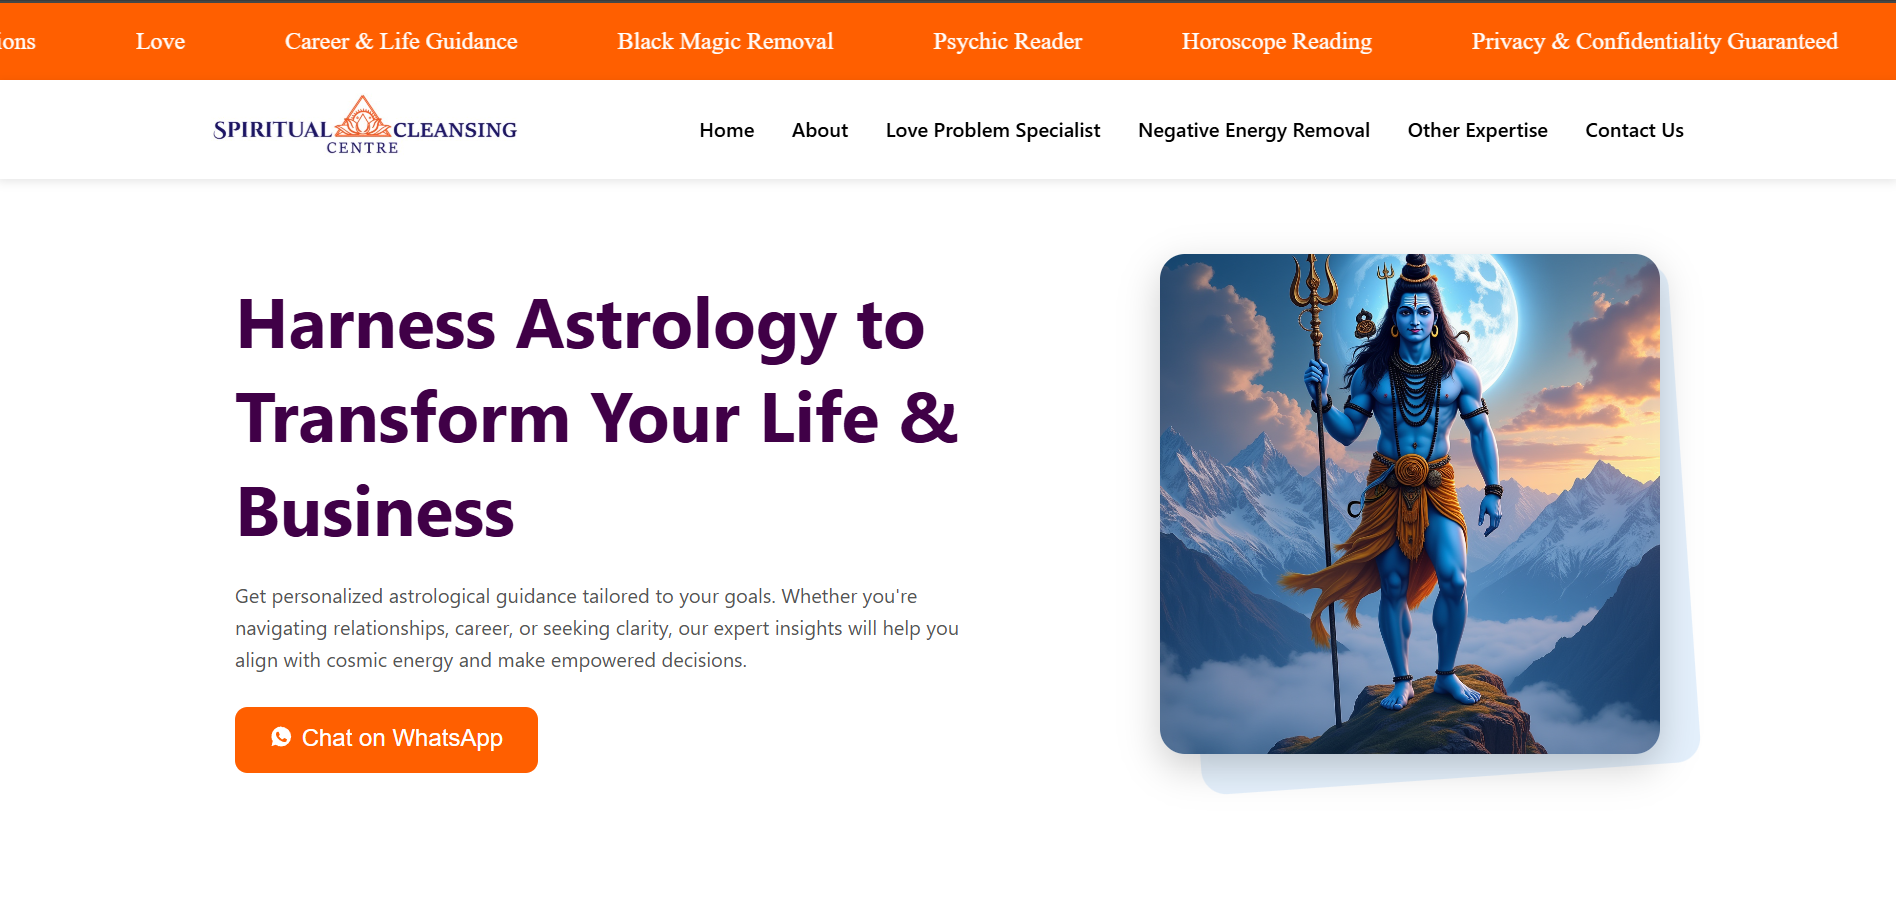 ions Love Career & Life Guidance Black Magic Removal Psychic Reader Horoscope Reading Privacy & Confidentiality Guaranteed
SPIRITUAL CLEANSING
CENTRE
Home About Love Problem Specialist Negative Energy Removal Other Expertise Contact Us
Harness Astrology to
Transform Your Life &
Business
Get personalized astrological guidance tailored to your goals. Whether you're
navigating relationships, career, or seeking clarity, our expert insights will help you
align with cosmic energy and make empowered decisions.
Chat on WhatsApp